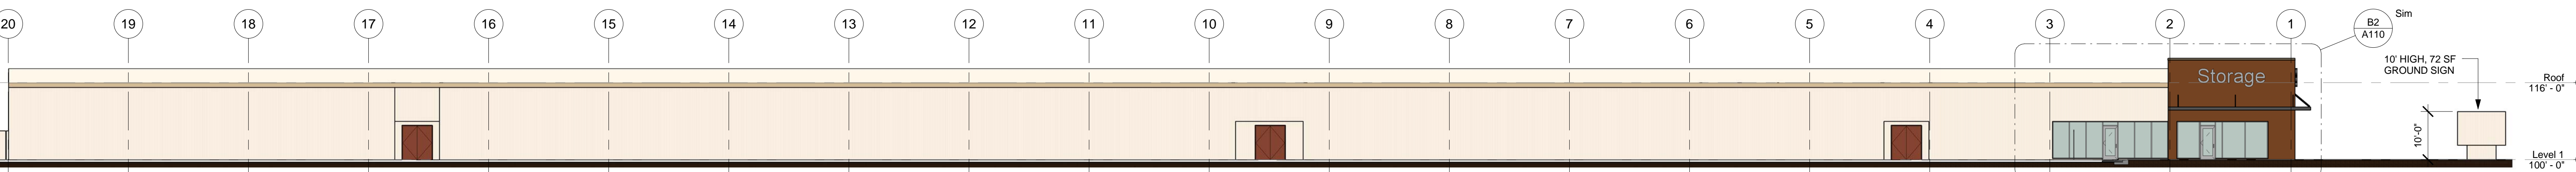 20 19 18 17 16 15 14 13 12 11 10 9 8 7 6 5 4 3 2 1
B2
A110
Sim
10' HIGH, 72 SF
GROUND SIGN
Storage
Roof
116' - 0"
10'-0"
Level 1
100' - 0"